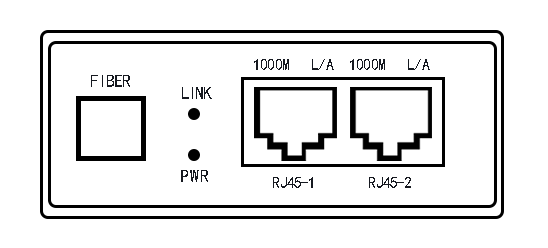 1000M L/A 1000M L/A
FIBER
LINK
PWR
RJ45-1 RJ45-2